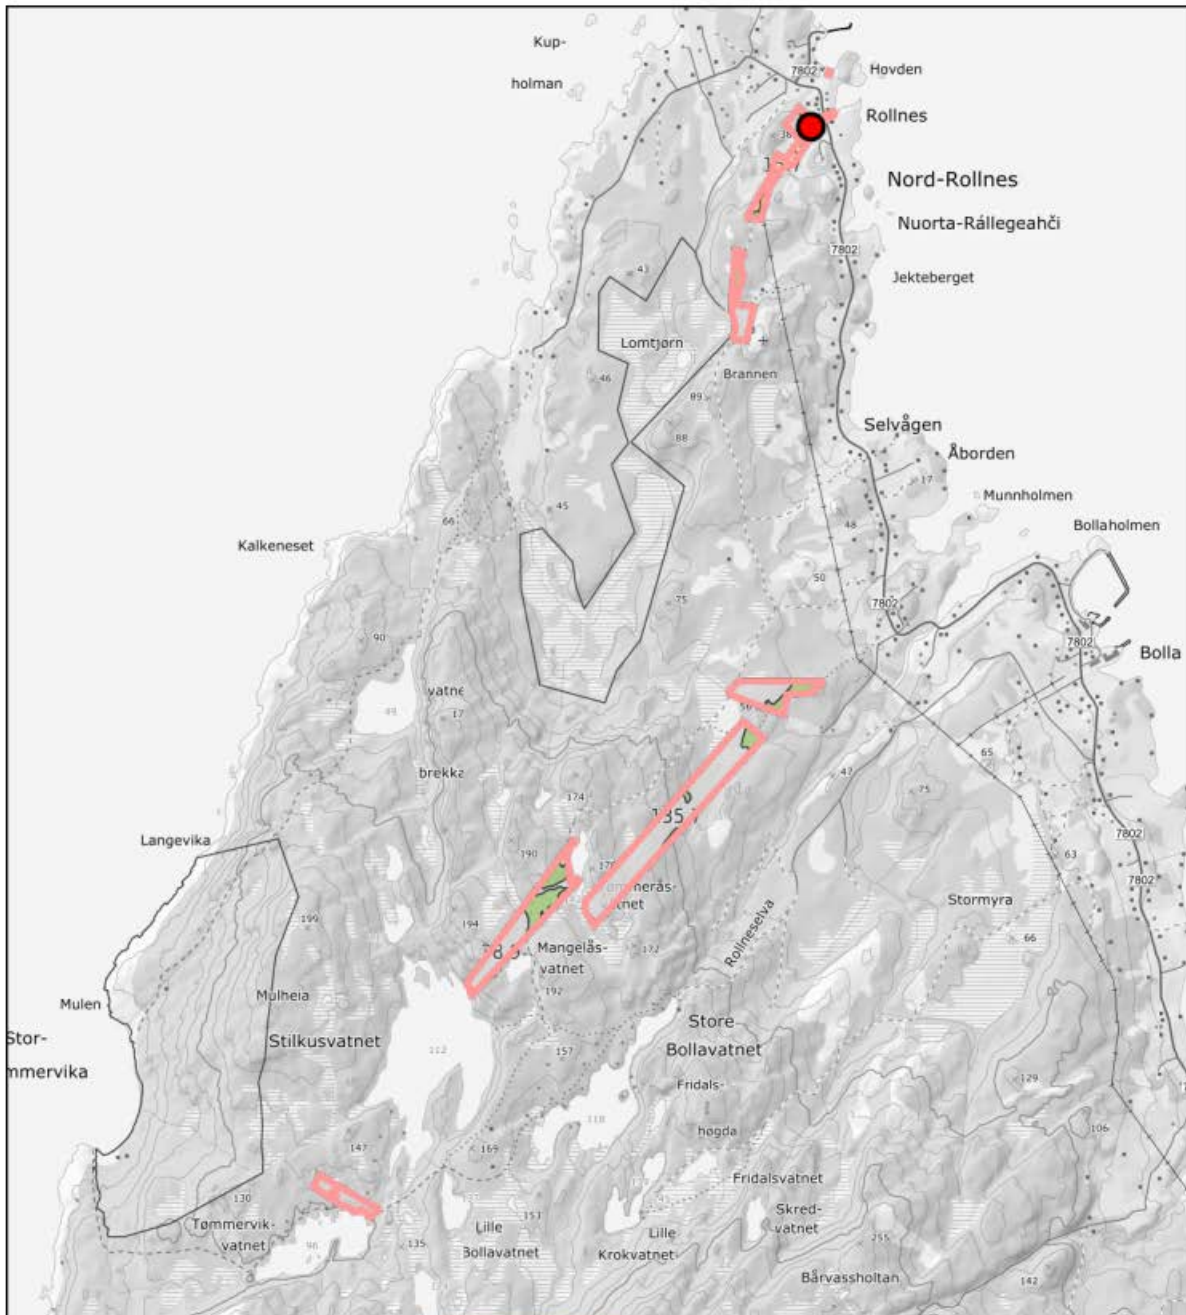 Kup-
holman
7802
Hovden
Rollnes
Nord-Rollnes
Nuorta-Rállegeahči
7802
43
Jekteberget
Lomtjørn
46
Brannen
89
88
Selvågen
Åborden
17
Munnholmen
45
66
48
Bollaholmen
Kalkeneset
50
75
7802
7802
90
Bolla
vatne
49
56
65
brekka
47
174
75
135
Langevika
190
7802
63
7802
199
194
Stormyra
Rollneselva
66
Mangelås-
vatnet
172
192
Mulen
Mulheia
Store
Bollavatnet
Stor-
mmervika
Stilkusvatnet
112
157
Fridals-
høgda
129
118
106
147
169
Fridalsvatnet
130
Tømmervik-
vatnet
96
135
Lille
Bollavatnet
153
Lille
Krokvatnet
Skred-
vatnet
255
Bårvassholtan
142